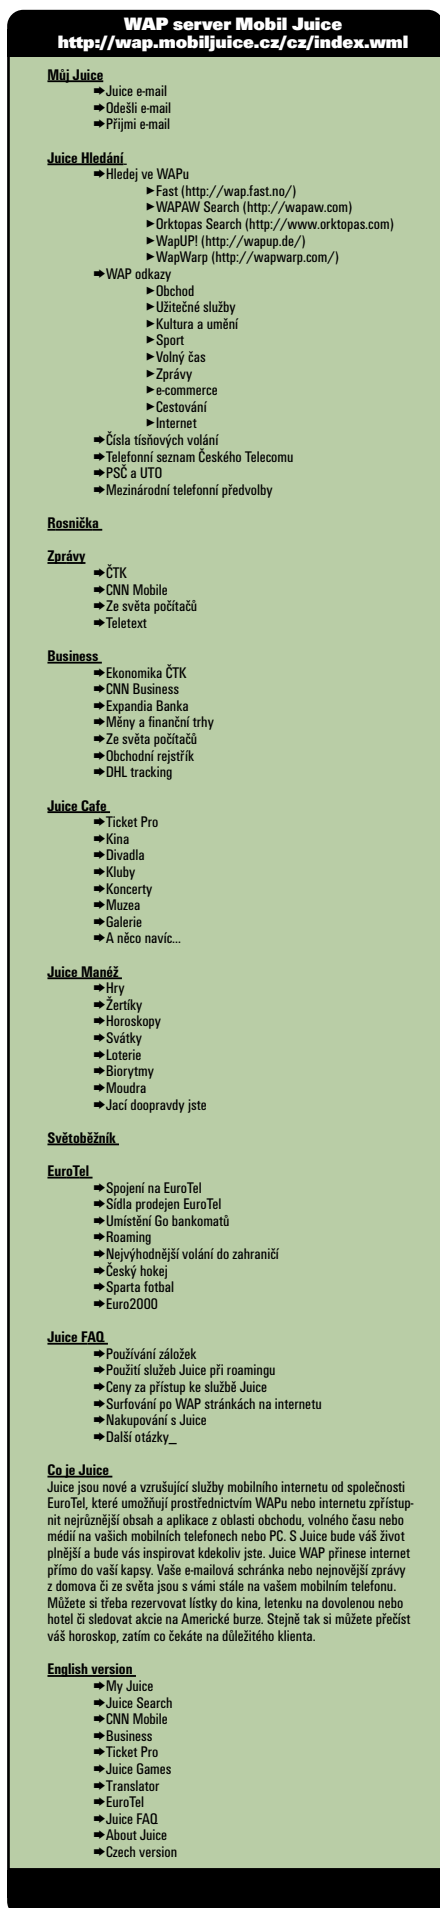 WAP server Mobil Juice
http://wap.mobiljuice.cz/cz/index.wml
Můj Juice
➡Juice e-mail
➡Odešli e-mail
➡Přijmi e-mail
Juice Hledání
➡Hledej ve WAPu
►Fast (http://wap.fast.no/)
►WAPAW Search (http://wapaw.com)
►Orktopas Search (http://www.orktopas.com)
►WapUP! (http://wapup.de/)
►WapWarp (http://wapwarp.com/)
➡WAP odkazy
►Obchod
►Užitečné služby
►Kultura a umění
►Sport
►Volný čas
►Zprávy
►e-commerce
►Cestování
►Internet
➡Čísla tísňových volání
➡Telefonní seznam Českého Telecomu
➡PSČ a UTO
➡Mezinárodní telefonní předvolby
Rosnička
Zprávy
➡ČTK
➡CNN Mobile
➡Ze světa počítačů
➡Teletext
Business
➡Ekonomika ČTK
➡CNN Business
➡Expandia Banka
➡Měny a finanční trhy
➡Ze světa počítačů
➡Obchodní rejstřík
➡DHL tracking
Juice Cafe
➡Ticket Pro
➡Kina
➡Divadla
➡Kluby
➡Koncerty
➡Muzea
➡Galerie
➡A něco navíc...
Juice Manéž
➡Hry
➡Žertíky
➡Horoskopy
➡Svátky
➡Loterie
➡Biorytmy
➡Moudra
➡Jací doopravdy jste
Světoběžník
EuroTel
➡Spojení na EuroTel
➡Sídla prodejen EuroTel
➡Umístění Go bankomatů
➡Roaming
➡Nejvýhodnější volání do zahraničí
➡Český hokej
➡Sparta fotbal
➡Euro2000
Juice FAQ
➡Používání záložek
➡Použití služeb Juice při roamingu
➡Ceny za přístup ke službě Juice
➡Surfování po WAP stránkách na internetu
➡Nakupování s Juice
➡Další otázky_
Co je Juice
Juice jsou nové a vzrušující služby mobilního internetu od společnosti
EuroTel, které umožňují prostřednictvím WAPu nebo internetu zpřístup-
nit nejrůznější obsah a aplikace z oblasti obchodu, volného času nebo
médií na vašich mobilních telefonech nebo PC. S Juice bude váš život
plnější a bude vás inspirovat kdekoliv jste. Juice WAP přinese internet
přímo do vaší kapsy. Vaše e-mailová schránka nebo nejnovější zprávy
z domova či ze světa jsou s vámi stále na vašem mobilním telefonu.
Můžete si třeba rezervovat lístky do kina, letenku na dovolenou nebo
hotel či sledovat akcie na Americké burze. Stejně tak si můžete přečíst
váš horoskop, zatím co čekáte na důležitého klienta.
English version
➡My Juice
➡Juice Search
➡CNN Mobile
➡Business
➡Ticket Pro
➡Juice Games
➡Translator
➡EuroTel
➡Juice FAQ
➡About Juice
➡Czech version